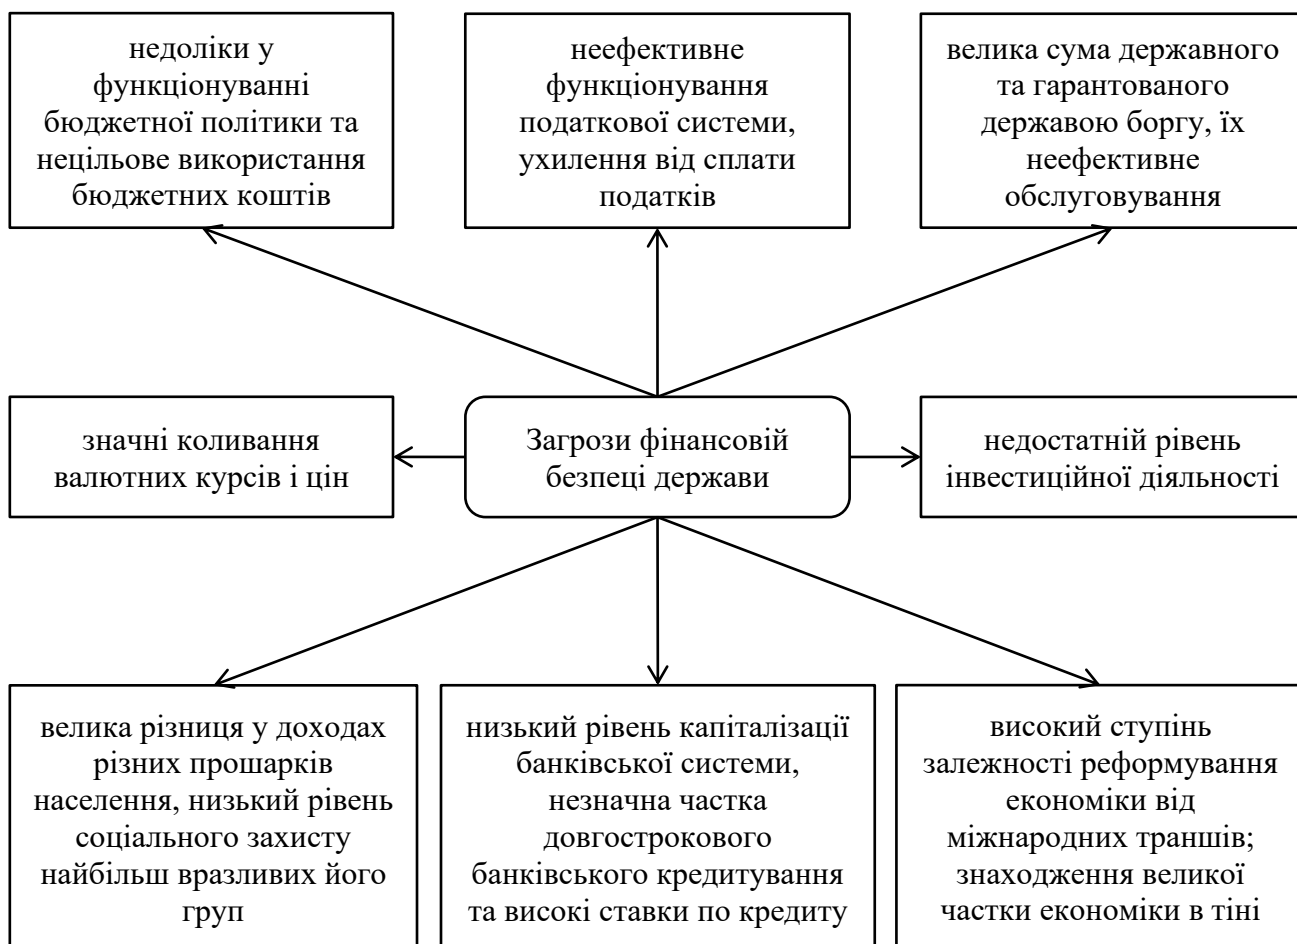 недоліки у
функціонуванні
бюджетної політики та
нецільове використання
бюджетних коштів
неефективне
функціонування
податкової системи,
ухилення від сплати
податків
велика сума державного
та гарантованого
державою боргу, їх
неефективне
обслуговування
значні коливання
валютних курсів і цін
Загрози фінансовій
безпеці держави
недостатній рівень
інвестиційної діяльності
велика різниця у доходах
різних прошарків
населення, низький рівень
соціального захисту
найбільш вразливих його
груп
низький рівень капіталізації
банківської системи,
незначна частка
довгострокового
банківського кредитування
та високі ставки по кредиту
високий ступінь
залежності реформування
економіки від
міжнародних траншів;
знаходження великої
частки економіки в тіні